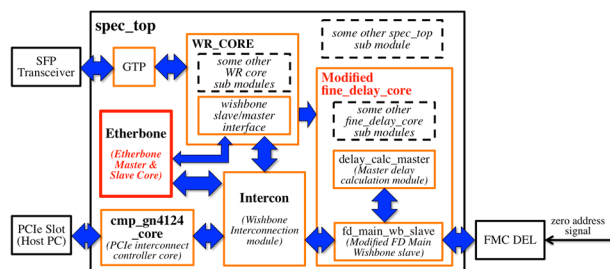 spec_top
some other spec_top
sub module
WR_CORE
some other
WR core
sub modules
wishbone
slave/master
interface
SFP
Transceiver
GTP
Modified
fine_delay_core
some other
fine_delay_core
sub modules
Etherbone
(Etherbone
Master &
Slave Core)
delay_calc_master
(Master delay
calculation module)
Intercon
(Wishbone
Interconnection
module)
PCIe Slot
(Host PC)
cmp_gn4124
_core
(PCIe interconnect
controller core)
fd_main_wb_slave
(Modified FD Main
Wishbone slave)
FMC DEL
zero address
signal